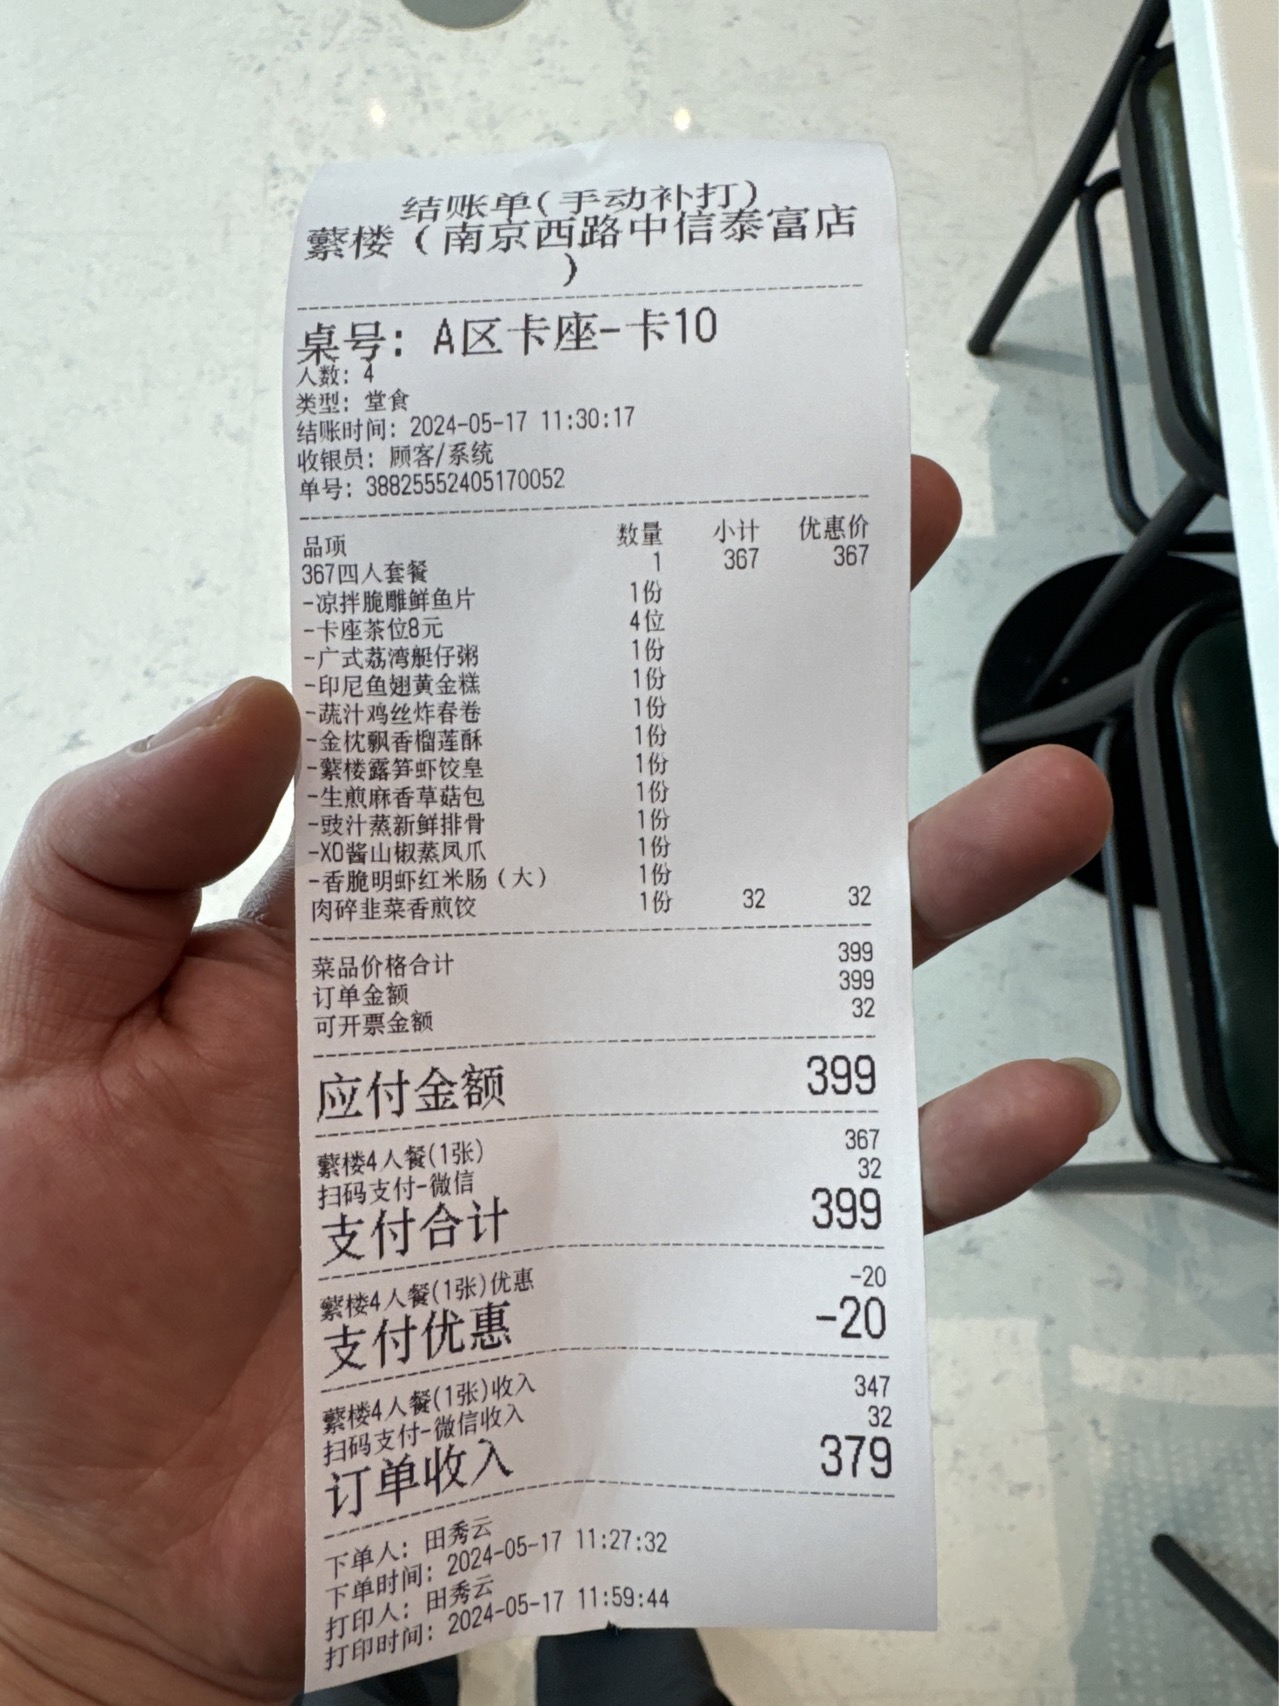 结账单(手动补打)
蘩楼(南京西路中信泰富店
)
桌号: A区卡座-卡10
人数: 4
类型: 堂食
结账时间: 2024-05-17 11:30:17
收银员: 顾客/系统
单号: 38825552405170052
品项 数量 小计 优惠价
367四人套餐 1 367 367
-凉拌脆雕鲜鱼片 1份
-卡座茶位8元 4位
-广式荔湾艇仔粥 1份
-印尼鱼翅黄金糕 1份
-蔬汁鸡丝炸春卷 1份
-金枕飘香榴莲酥 1份
-蘩楼露笋虾饺皇 1份
-生煎麻香草菇包 1份
-豉汁蒸新鲜排骨 1份
-XO酱山椒蒸凤爪 1份
-香脆明虾红米肠(大) 1份
肉碎韭菜香煎饺 1份 32 32
菜品价格合计 399
订单金额 399
可开票金额 32
应付金额 399
蘩楼4人餐(1张) 367
扫码支付-微信 32
支付合计 399
蘩楼4人餐(1张)优惠 -20
支付优惠 -20
蘩楼4人餐(1张)收入 347
扫码支付-微信收入 32
订单收入 379
下单人: 田秀云
下单时间: 2024-05-17 11:27:32
打印人: 田秀云
打印时间: 2024-05-17 11:59:44